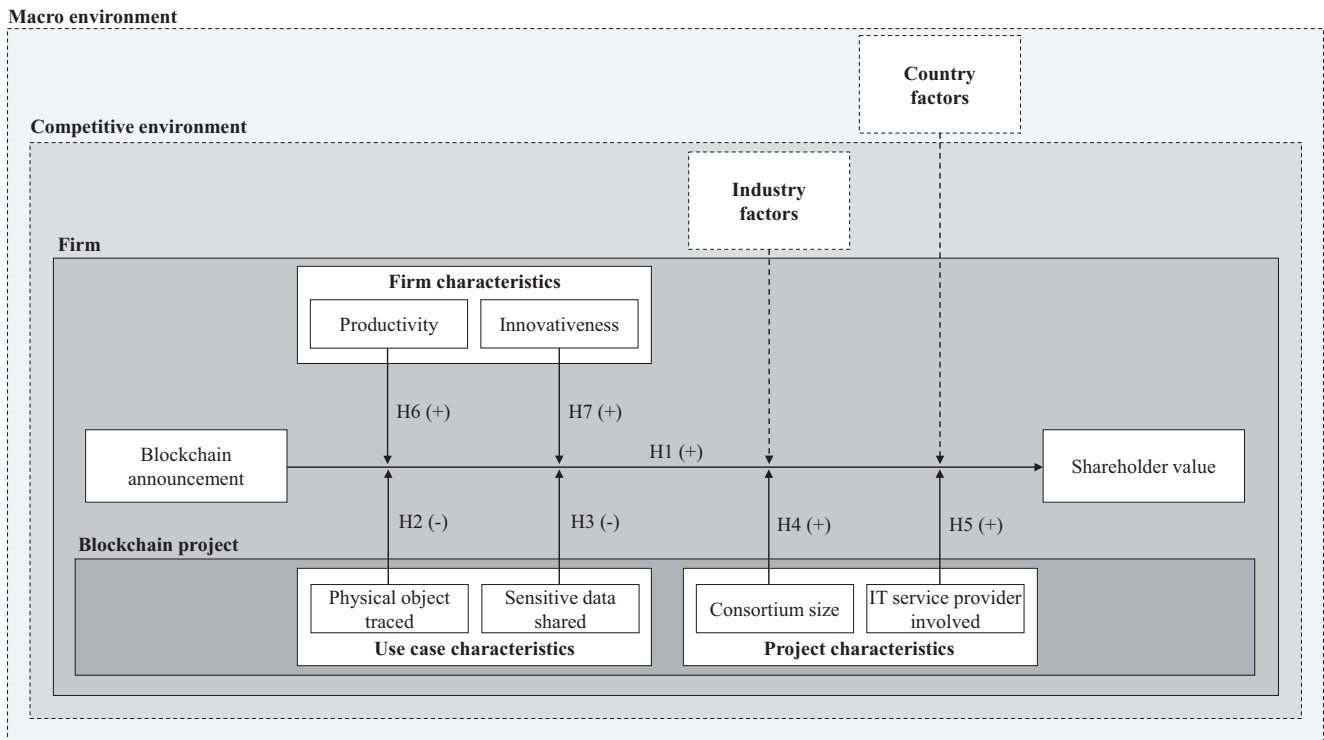 Macro environment
Country
factors
Competitive environment
Industry
factors
Firm
Firm characteristics
Productivity
Innovativeness
H6 (+)
H7 (+)
Blockchain
announcement
H1 (+)
Shareholder value
H2 (-)
H3 (-)
H4 (+)
H5 (+)
Blockchain project
Physical object
traced
Sensitive data
shared
Consortium size
IT service provider
involved
Use case characteristics
Project characteristics